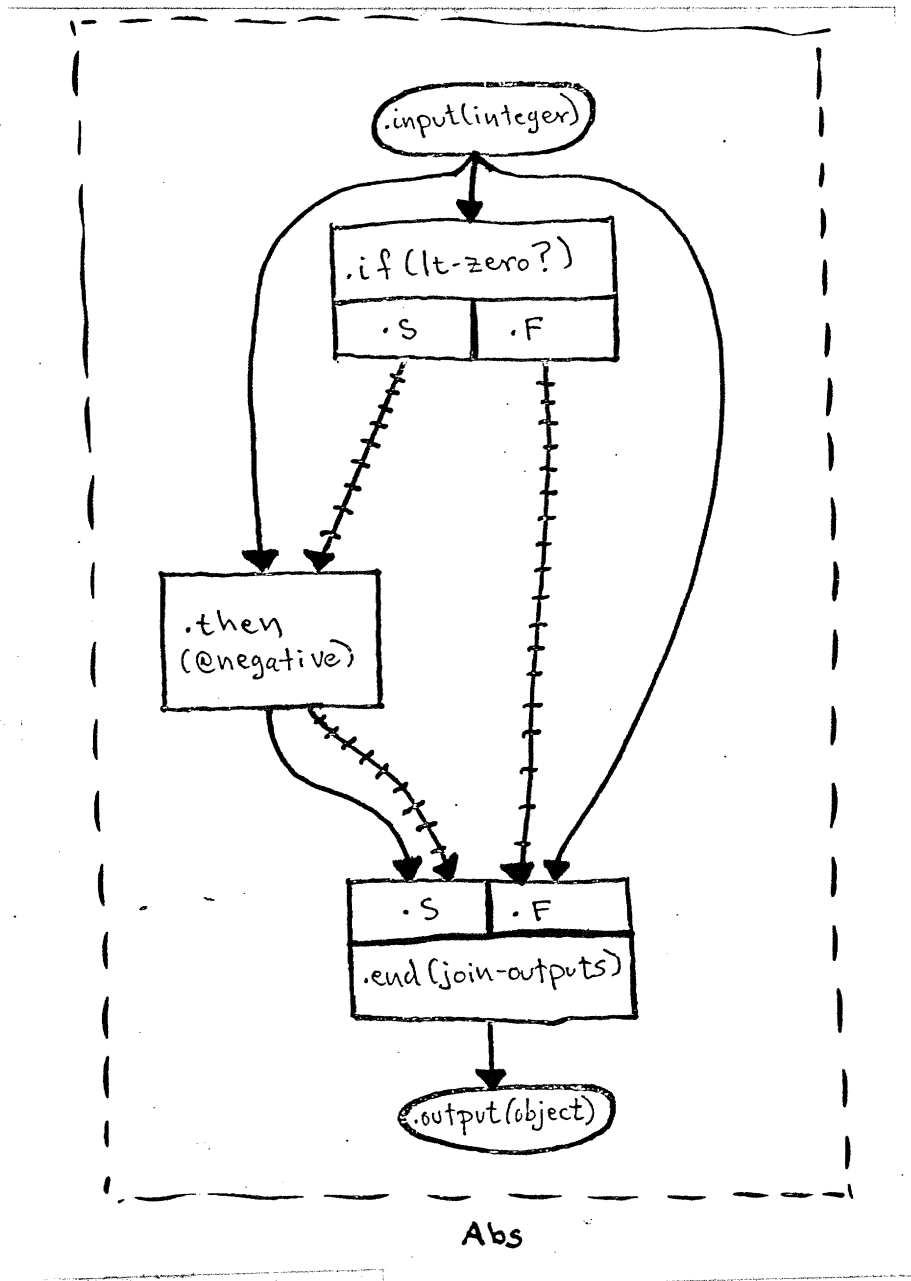 .input(integer)
.if(lt-zero?)
.S
.F
.then
(@negative)
.S
.F
.end(join-outputs)
.output(object)
Abs